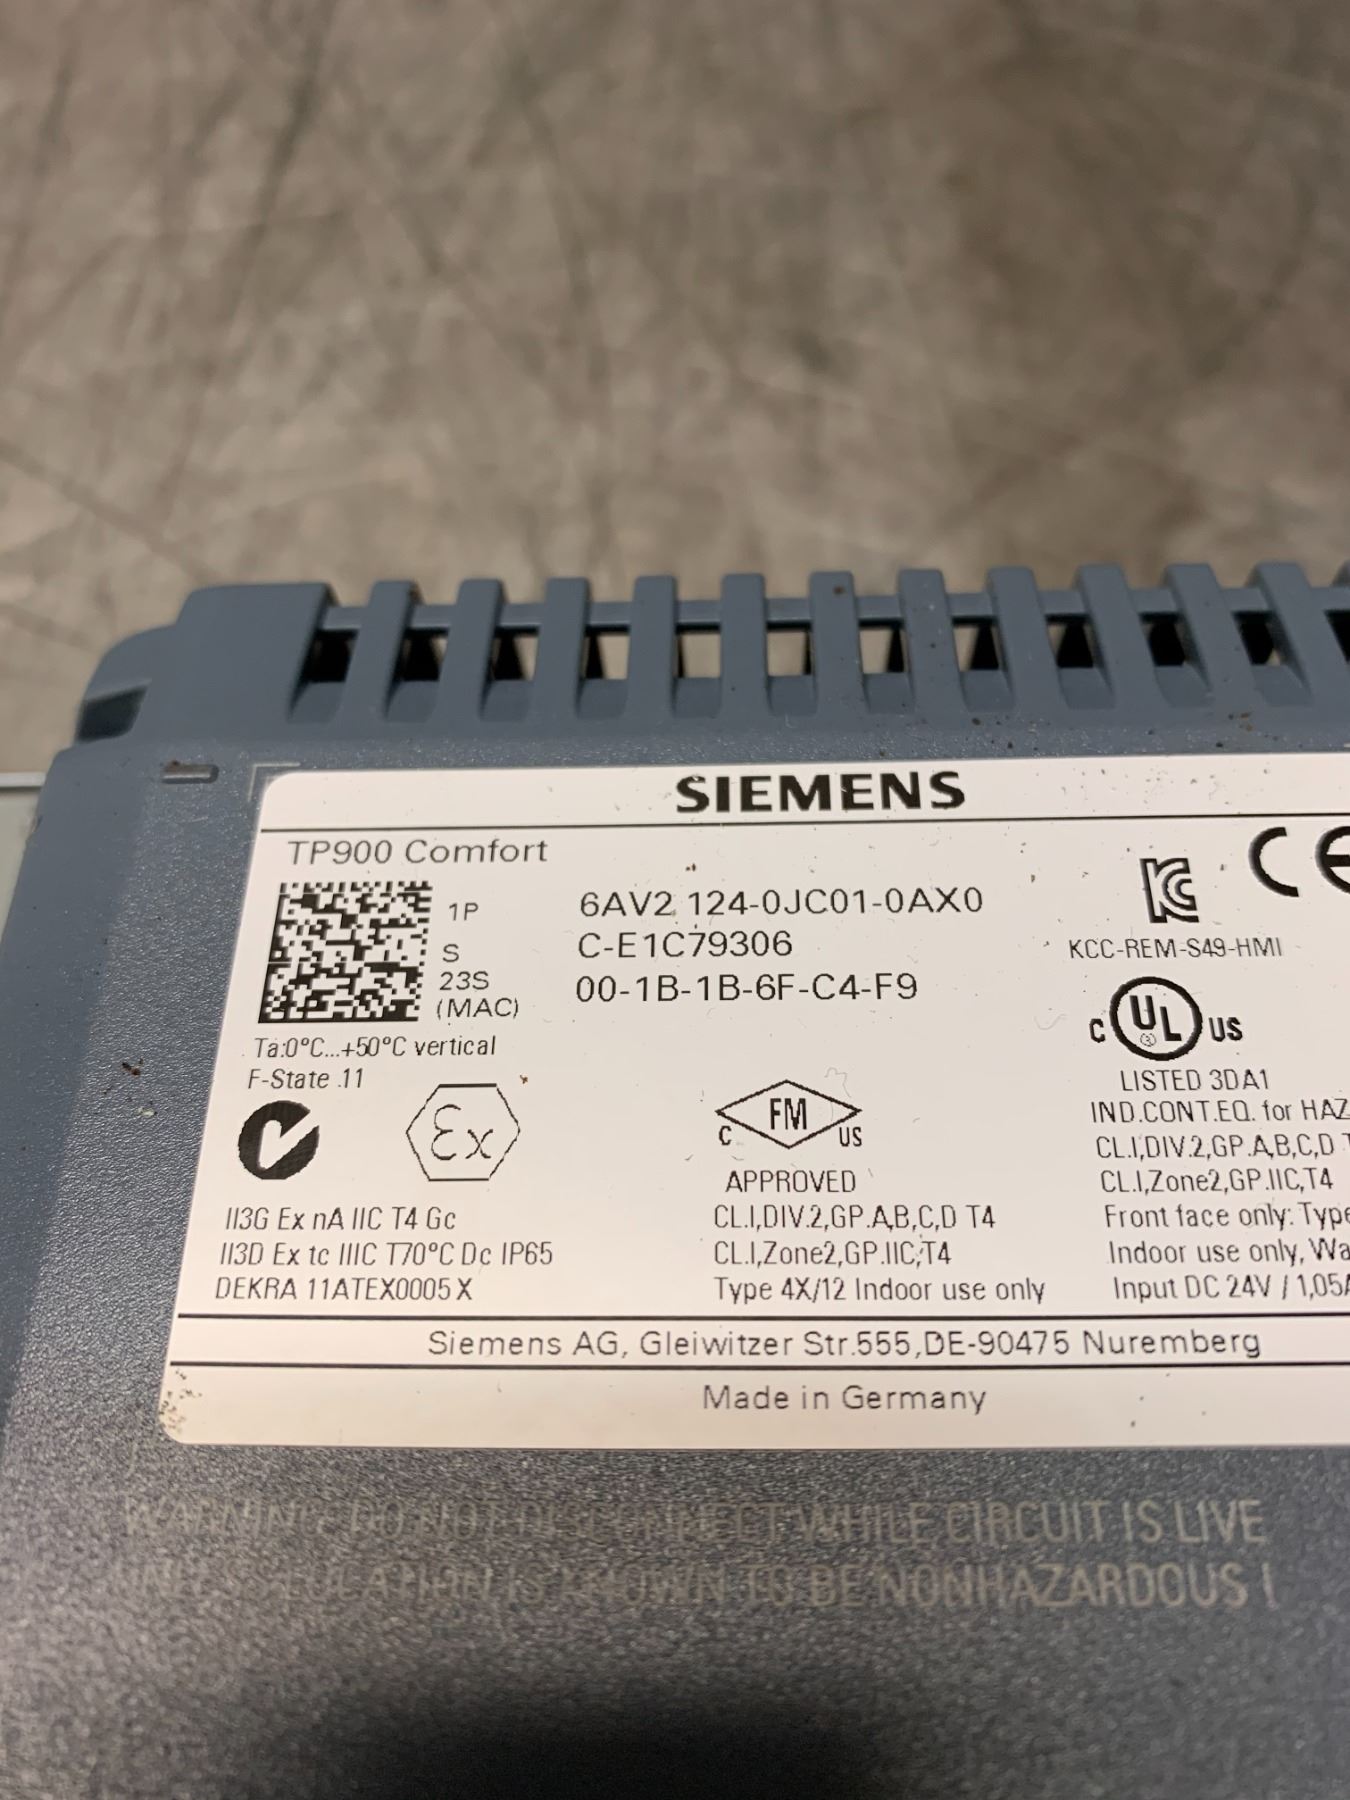 SIEMENS
TP900 Comfort
1P 6AV2 124-0JC01-0AX0
S C-E1C79306
23S 00-1B-1B-6F-C4-F9
(MAC)
KCC-REM-S49-HMI
CE
Ta:0°C...+50°C vertical
F-State 11
Ex
II3G Ex nA IIC T4 Gc
II3D Ex tc IIIC T70°C Dc IP65
DEKRA 11ATEX0005 X
C FM US
APPROVED
CL.I,DIV.2,GP.A,B,C,D T4
CL.I,Zone2,GP.IIC,T4
Type 4X/12 Indoor use only
C UL US
LISTED 3DA1
IND.CONT.EQ. for HAZ
CL.I,DIV.2,GP.A,B,C,D
CL.I,Zone2,GP.IIC,T4
Front face only: Type
Indoor use only, Wa
Input DC 24V / 1,05A
Siemens AG, Gleiwitzer Str.555,DE-90475 Nuremberg
Made in Germany
WARNING DO NOT DISCONNECT WHILE CIRCUIT IS LIVE
LOCATION IS KNOWN TO BE NONHAZARDOUS !